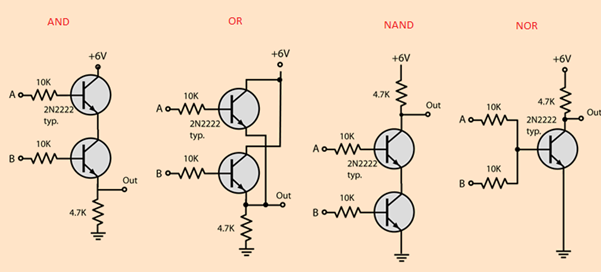 AND
+6V
10K
A
2N2222
typ.
10K
B
Out
4.7K
OR
+6V
10K
A
2N2222
typ.
10K
B
Out
4.7K
NAND
+6V
4.7K
Out
10K
A
2N2222
typ.
10K
B
NOR
+6V
4.7K
Out
10K
A
2N2222
typ.
10K
B